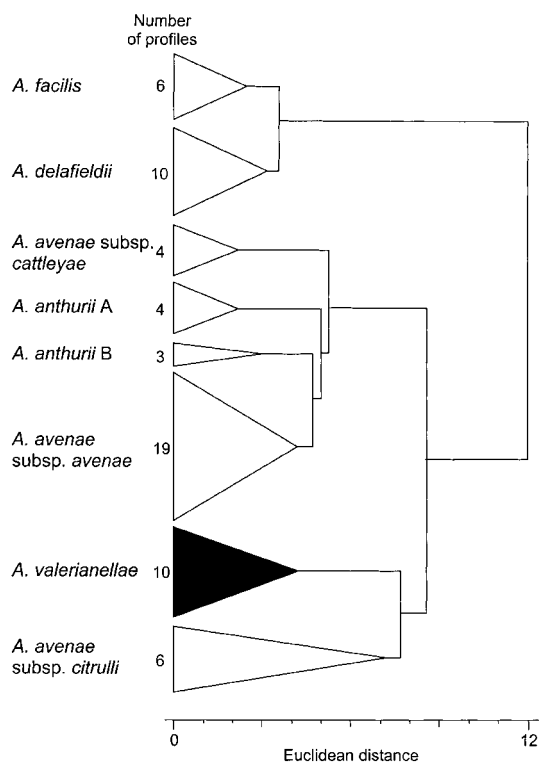 Number
of profiles
A. facilis 6
A. delafieldii 10
A. avenae subsp.
cattleyae 4
A. anthurii A 4
A. anthurii B 3
A. avenae
subsp. avenae 19
A. valerianellae 10
A. avenae
subsp. citrulli 6
0 12
Euclidean distance